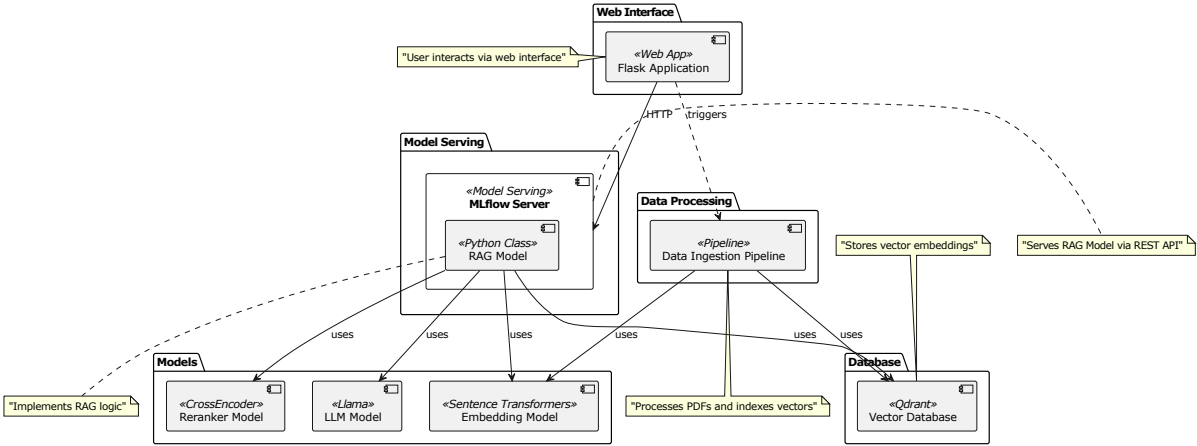 Web Interface
«Web App»
Flask Application
"User interacts via web interface"
HTTP
triggers
Model Serving
«Model Serving»
MLflow Server
«Python Class»
RAG Model
Data Processing
«Pipeline»
Data Ingestion Pipeline
"Stores vector embeddings"
"Serves RAG Model via REST API"
uses
uses
uses
uses
uses
uses
Models
«CrossEncoder»
Reranker Model
«Llama»
LLM Model
«Sentence Transformers»
Embedding Model
Database
«Qdrant»
Vector Database
"Implements RAG logic"
"Processes PDFs and indexes vectors"